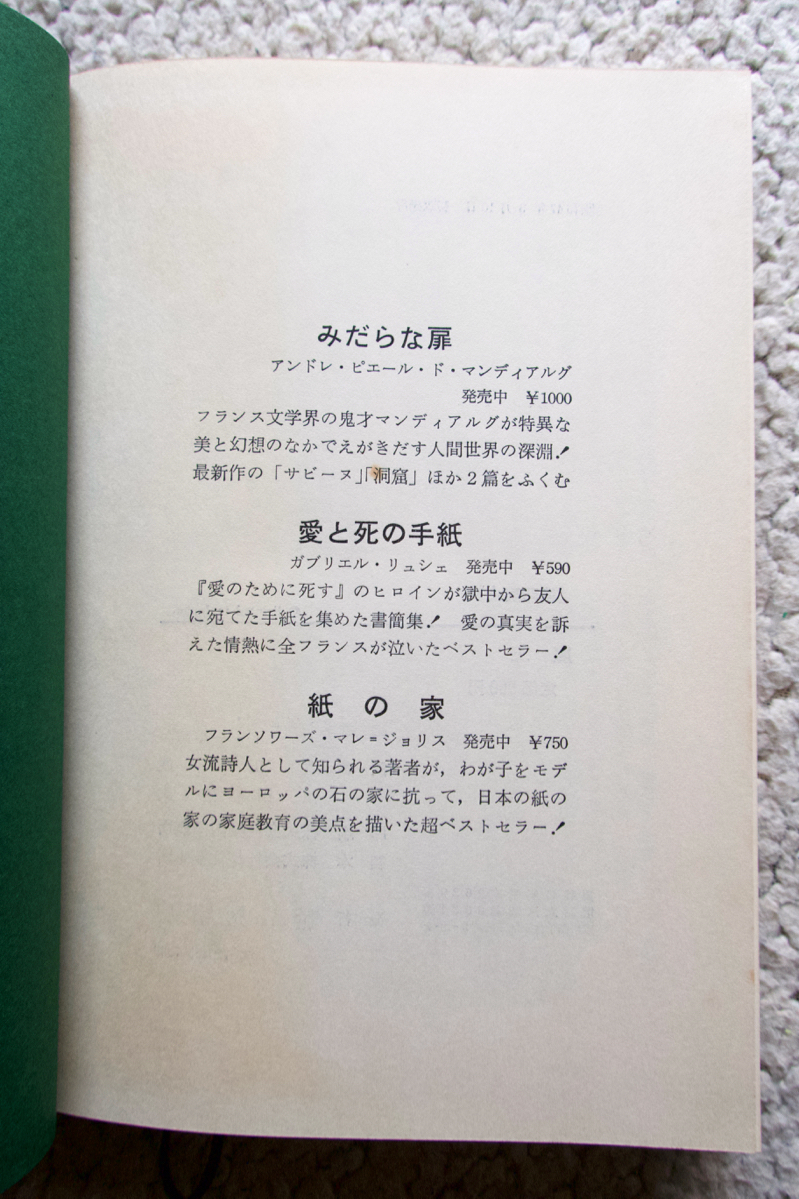 みだらな扉
アンドレ・ピエール・ド・マンディアルグ
発売中　¥1000
フランス文学界の鬼才マンディアルグが特異な
美と幻想のなかでえがきだす人間世界の深淵！
最新作の「サビーヌ」「洞窟」ほか２篇をふくむ
愛と死の手紙
ガブリエル・リュシェ　発売中　¥590
『愛のために死す』のヒロインが獄中から友人
に宛てた手紙を集めた書簡集！　愛の真実を訴
えた情熱に全フランスが泣いたベストセラー！
紙の家
フランソワーズ・マレ＝ジョリス　発売中　¥750
女流詩人として知られる著者が，わが子をモデ
ルにヨーロッパの石の家に抗って，日本の紙の
家の家庭教育の美点を描いた超ベストセラー！